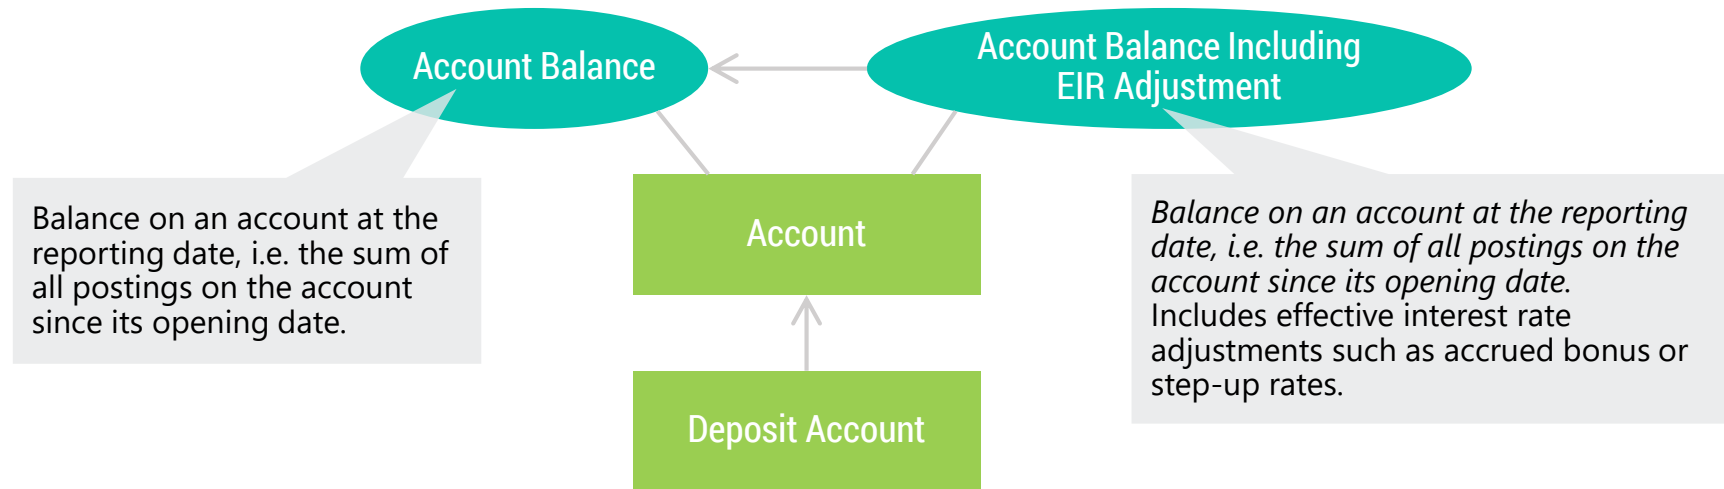 Account Balance
Account Balance Including
EIR Adjustment
Balance on an account at the
reporting date, i.e. the sum of
all postings on the account
since its opening date.
Account
Balance on an account at the reporting
date, i.e. the sum of all postings on the
account since its opening date.
Includes effective interest rate
adjustments such as accrued bonus or
step-up rates.
Deposit Account